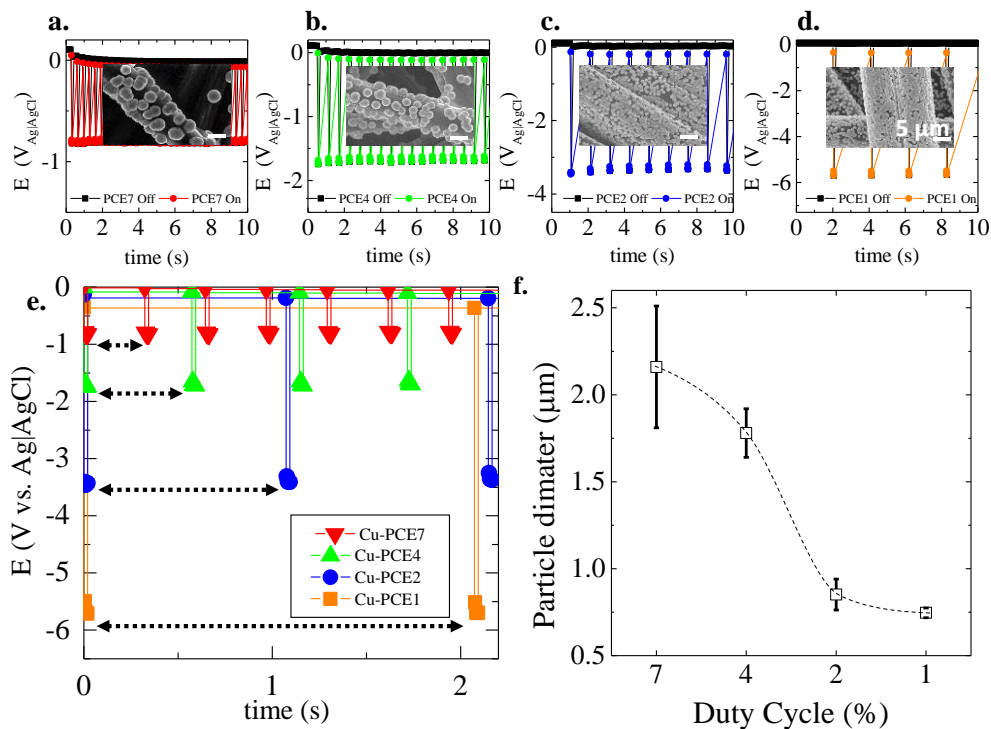 a.
E (V_Ag|AgCl)
0
-1
PCE7 Off PCE7 On
0 2 4 6 8 10
time (s)
b.
E (V_Ag|AgCl)
0
-1
-2
PCE4 Off PCE4 On
0 2 4 6 8 10
time (s)
c.
E (V_Ag|AgCl)
0
-2
-4
PCE2 Off PCE2 On
0 2 4 6 8 10
time (s)
d.
E (V_Ag|AgCl)
0
-2
-4
-6
5 μm
PCE1 Off PCE1 On
0 2 4 6 8 10
time (s)
e.
E (V vs. Ag|AgCl)
0
-1
-2
-3
-4
-5
-6
Cu-PCE7
Cu-PCE4
Cu-PCE2
Cu-PCE1
0 1 2
time (s)
f.
Particle dimater (μm)
2.5
2.0
1.5
1.0
0.5
7 4 2 1
Duty Cycle (%)